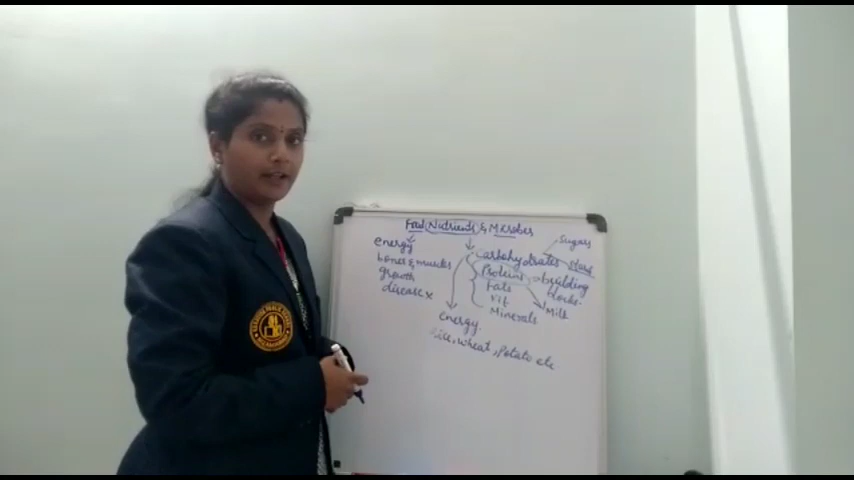 Food Nutrients & Microbes
energy
bones & muscles
growth
disease x
Carbohydrates
Sugars
Starch
Proteins = building
blocks.
Fats
Vit
Minerals
Milk
energy
Rice, wheat, Potato etc